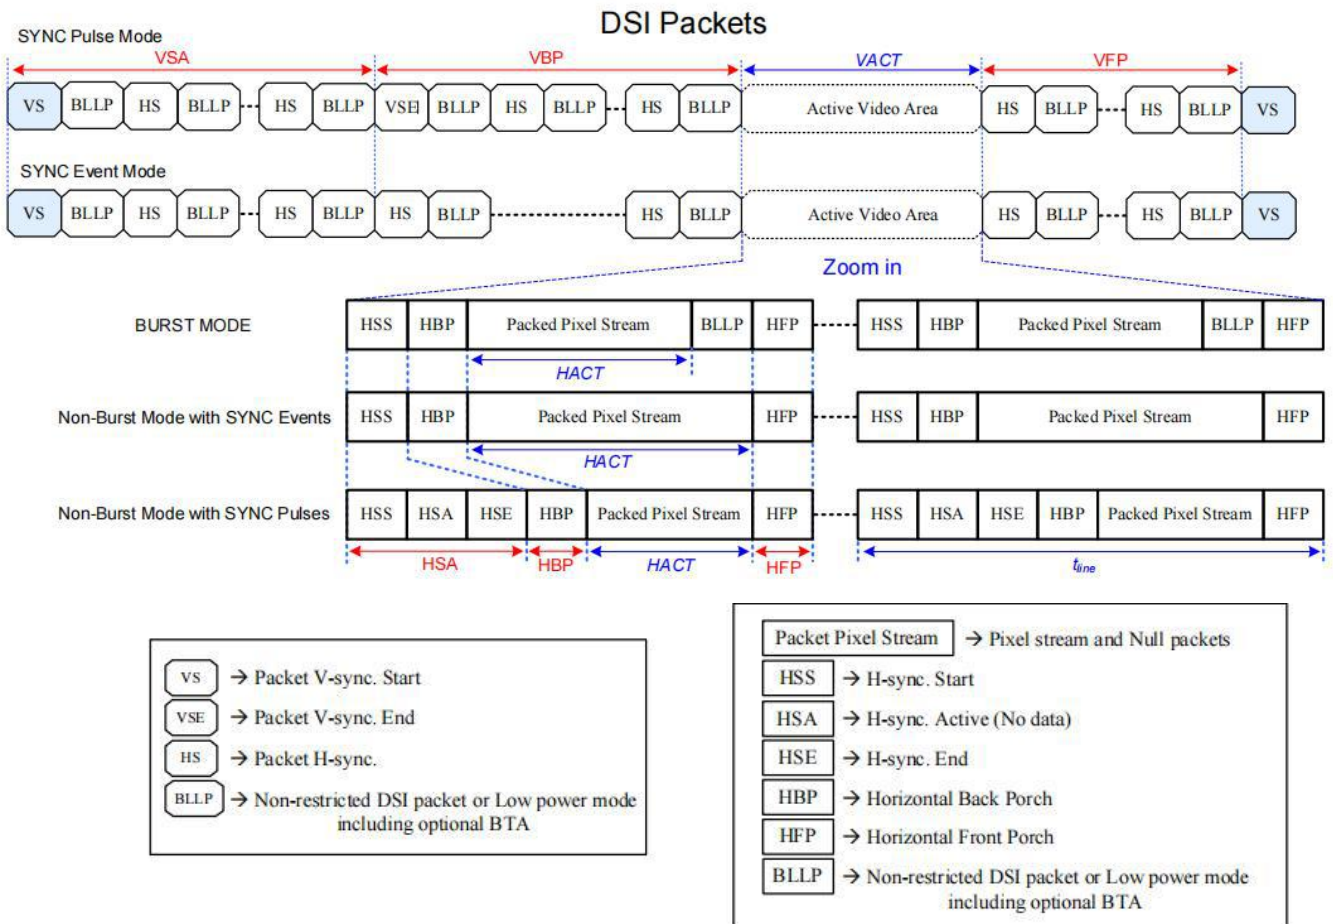 DSI Packets
SYNC Pulse Mode
VSA VBP VACT VFP
VS BLLP HS BLLP HS BLLP VSE BLLP HS BLLP HS BLLP Active Video Area HS BLLP HS BLLP VS
SYNC Event Mode
VS BLLP HS BLLP HS BLLP HS BLLP HS BLLP Active Video Area HS BLLP HS BLLP VS
Zoom in
BURST MODE HSS HBP Packed Pixel Stream BLLP HFP HSS HBP Packed Pixel Stream BLLP HFP
HACT
Non-Burst Mode with SYNC Events HSS HBP Packed Pixel Stream HFP HSS HBP Packed Pixel Stream HFP
HACT
Non-Burst Mode with SYNC Pulses HSS HSA HSE HBP Packed Pixel Stream HFP HSS HSA HSE HBP Packed Pixel Stream HFP
HSA HBP HACT HFP tline
VS → Packet V-sync. Start
VSE → Packet V-sync. End
HS → Packet H-sync.
BLLP → Non-restricted DSI packet or Low power mode
including optional BTA
Packet Pixel Stream → Pixel stream and Null packets
HSS → H-sync. Start
HSA → H-sync. Active (No data)
HSE → H-sync. End
HBP → Horizontal Back Porch
HFP → Horizontal Front Porch
BLLP → Non-restricted DSI packet or Low power mode
including optional BTA